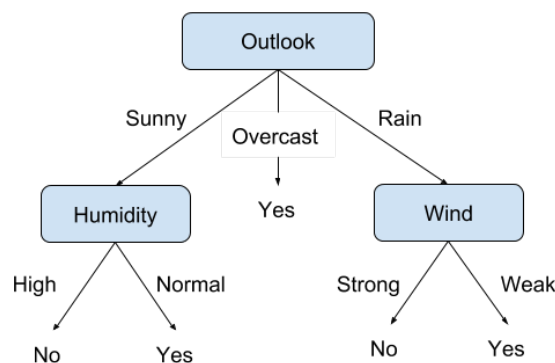 Outlook
Sunny
Overcast
Rain
Humidity
Yes
Wind
High
Normal
Strong
Weak
No
Yes
No
Yes